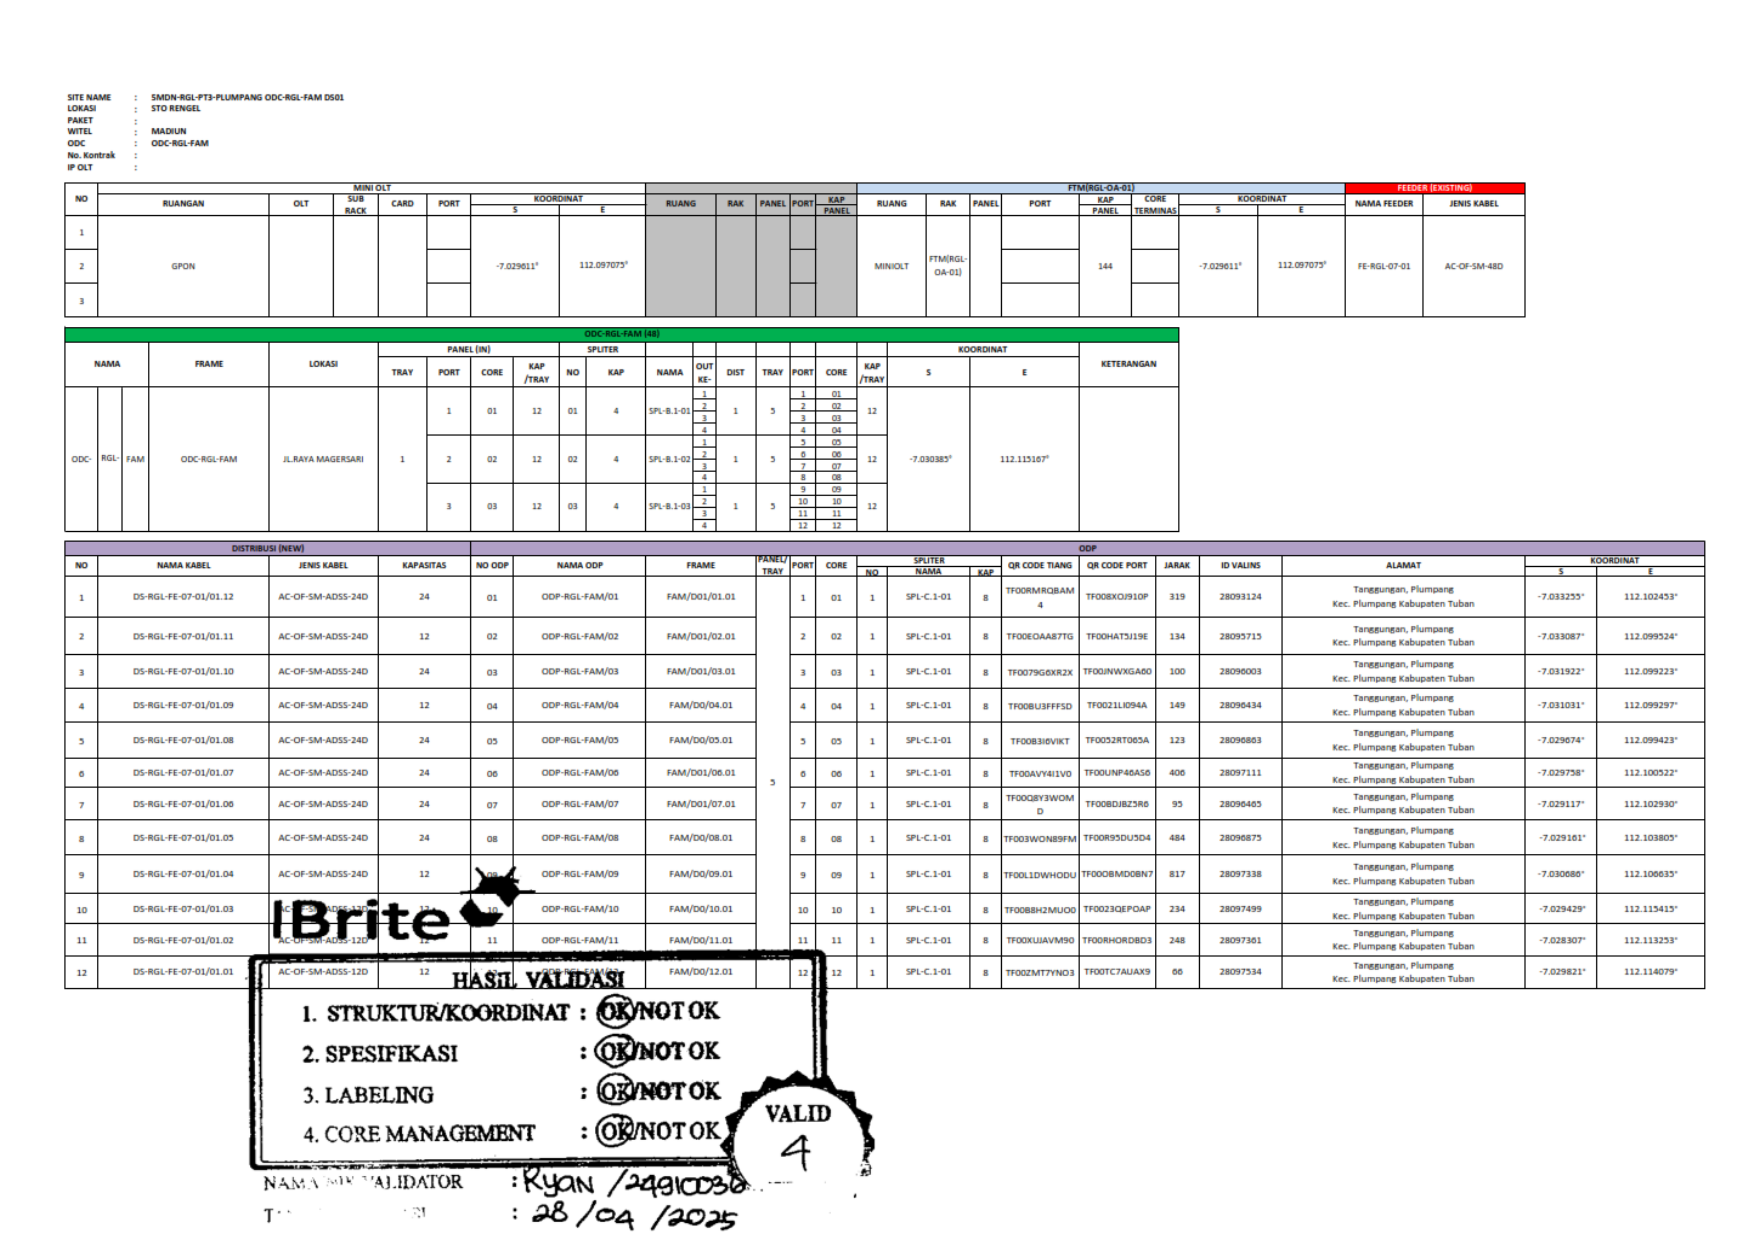 SITE NAME : SMDN-RGL-PT3-PLUMPANG ODC-RGL-FAM DS01
LOKASI : STO RENGEL
PAKET :
WITEL : MADIUN
ODC : ODC-RGL-FAM
No. Kontrak :
IP OLT :
NO MINI OLT FTM(RGL-OA-01) FEEDER (EXISTING)
RUANGAN OLT SUB RACK CARD PORT KOORDINAT S E RUANG RAK PANEL PORT KAP PANEL RUANG RAK PANEL PORT KAP PANEL CORE TERMINAS KOORDINAT S E NAMA FEEDER JENIS KABEL
1
2 GPON -7.029611° 112.097075° MINIOLT FTM(RGL-OA-01) 144 -7.029611° 112.097075° FE-RGL-07-01 AC-OF-SM-48D
3
ODC-RGL-FAM (48)
NAMA FRAME LOKASI PANEL (IN) SPLITER KOORDINAT KETERANGAN
TRAY PORT CORE KAP /TRAY NO KAP NAMA OUT KE- DIST TRAY PORT CORE KAP /TRAY S E
ODC- RGL- FAM ODC-RGL-FAM JL.RAYA MAGERSARI 1 -7.030385° 112.115167°
1 01 12 01 4 SPL-B.1-01 1 5 12
1 1 01
2 2 02
3 3 03
4 4 04
2 02 12 02 4 SPL-B.1-02 1 5 12
1 5 05
2 6 06
3 7 07
4 8 08
3 03 12 03 4 SPL-B.1-03 1 5 12
1 9 09
2 10 10
3 11 11
4 12 12
DISTRIBUSI (NEW) ODP
NO NAMA KABEL JENIS KABEL KAPASITAS NO ODP NAMA ODP FRAME PANEL/ TRAY PORT CORE SPLITER NO NAMA KAP QR CODE TIANG QR CODE PORT JARAK ID VALINS ALAMAT KOORDINAT S E
1 DS-RGL-FE-07-01/01.12 AC-OF-SM-ADSS-24D 24 01 ODP-RGL-FAM/01 FAM/D01/01.01 1 01 1 SPL-C.1-01 8 TF00RMRQBAM4 TF008XOJ910P 319 28093124 Tanggungan, Plumpang Kec. Plumpang Kabupaten Tuban -7.033255° 112.102453°
2 DS-RGL-FE-07-01/01.11 AC-OF-SM-ADSS-24D 12 02 ODP-RGL-FAM/02 FAM/D01/02.01 2 02 1 SPL-C.1-01 8 TF00EOAA87TG TF00HAT5J19E 134 28095715 Tanggungan, Plumpang Kec. Plumpang Kabupaten Tuban -7.033087° 112.099524°
3 DS-RGL-FE-07-01/01.10 AC-OF-SM-ADSS-24D 24 03 ODP-RGL-FAM/03 FAM/D01/03.01 3 03 1 SPL-C.1-01 8 TF0079G6XR2X TF00JNWXGA60 100 28096003 Tanggungan, Plumpang Kec. Plumpang Kabupaten Tuban -7.031922° 112.099223°
4 DS-RGL-FE-07-01/01.09 AC-OF-SM-ADSS-24D 12 04 ODP-RGL-FAM/04 FAM/D0/04.01 4 04 1 SPL-C.1-01 8 TF00BU3FFFSD TF0021LI094A 149 28096434 Tanggungan, Plumpang Kec. Plumpang Kabupaten Tuban -7.031031° 112.099297°
5 DS-RGL-FE-07-01/01.08 AC-OF-SM-ADSS-24D 24 05 ODP-RGL-FAM/05 FAM/D0/05.01 5 05 1 SPL-C.1-01 8 TF00B3I6VIKT TF0052RT065A 123 28096863 Tanggungan, Plumpang Kec. Plumpang Kabupaten Tuban -7.029674° 112.099423°
6 DS-RGL-FE-07-01/01.07 AC-OF-SM-ADSS-24D 24 06 ODP-RGL-FAM/06 FAM/D01/06.01 5 6 06 1 SPL-C.1-01 8 TF00AVY4I1V0 TF00UNP46AS6 406 28097111 Tanggungan, Plumpang Kec. Plumpang Kabupaten Tuban -7.029758° 112.100522°
7 DS-RGL-FE-07-01/01.06 AC-OF-SM-ADSS-24D 24 07 ODP-RGL-FAM/07 FAM/D01/07.01 7 07 1 SPL-C.1-01 8 TF00Q8Y3WOMD TF00BDJBZ5R6 95 28096465 Tanggungan, Plumpang Kec. Plumpang Kabupaten Tuban -7.029117° 112.102930°
8 DS-RGL-FE-07-01/01.05 AC-OF-SM-ADSS-24D 24 08 ODP-RGL-FAM/08 FAM/D0/08.01 8 08 1 SPL-C.1-01 8 TF003WON89FM TF00R95DU5D4 484 28096875 Tanggungan, Plumpang Kec. Plumpang Kabupaten Tuban -7.029161° 112.103805°
9 DS-RGL-FE-07-01/01.04 AC-OF-SM-ADSS-24D 12 09 ODP-RGL-FAM/09 FAM/D0/09.01 9 09 1 SPL-C.1-01 8 TF00L1DWHODU TF00OBMD0BN7 817 28097338 Tanggungan, Plumpang Kec. Plumpang Kabupaten Tuban -7.030686° 112.106635°
10 DS-RGL-FE-07-01/01.03 AC-OF-SM-ADSS-12D 12 10 ODP-RGL-FAM/10 FAM/D0/10.01 10 10 1 SPL-C.1-01 8 TF00B8H2MUO0 TF0023QEPOAP 234 28097499 Tanggungan, Plumpang Kec. Plumpang Kabupaten Tuban -7.029429° 112.115415°
11 DS-RGL-FE-07-01/01.02 AC-OF-SM-ADSS-12D 12 11 ODP-RGL-FAM/11 FAM/D0/11.01 11 11 1 SPL-C.1-01 8 TF00XUJAVM90 TF00RHORDBD3 248 28097361 Tanggungan, Plumpang Kec. Plumpang Kabupaten Tuban -7.028307° 112.113253°
12 DS-RGL-FE-07-01/01.01 AC-OF-SM-ADSS-12D 12 12 ODP-RGL-FAM/12 FAM/D0/12.01 12 12 1 SPL-C.1-01 8 TF00ZMT7YNO3 TF00TC7AUAX9 66 28097534 Tanggungan, Plumpang Kec. Plumpang Kabupaten Tuban -7.029821° 112.114079°
IBrite
HASIL VALIDASI
1. STRUKTUR/KOORDINAT : OK/NOT OK
2. SPESIFIKASI : OK/NOT OK
3. LABELING : OK/NOT OK
4. CORE MANAGEMENT : OK/NOT OK
VALID
4
NAMA VALIDATOR : Ryan /
: 28/04/2025